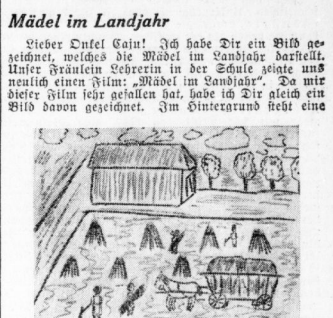 Mädel im Landjahr
Lieber Onkel Caju! Ich habe Dir ein Bild ge-
zeichnet, welches die Mädel im Landjahr darstellt.
Unser Fräulein Lehrerin in der Schule zeigte uns
neulich einen Film: „Mädel im Landjahr“. Da mir
dieser Film sehr gefallen hat, habe ich Dir gleich ein
Bild davon gezeichnet. Im Hintergrund steht eine